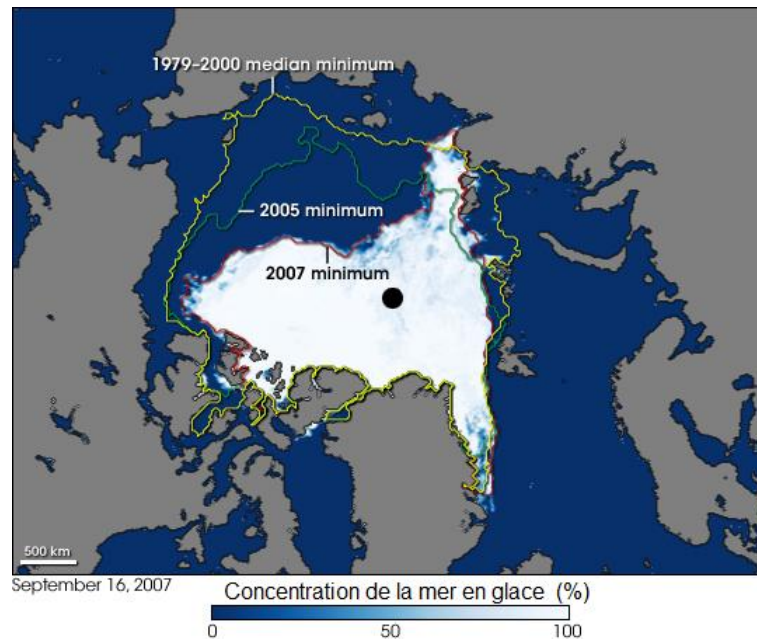 1979-2000 median minimum
2005 minimum
2007 minimum
500 km
September 16, 2007
Concentration de la mer en glace (%)
0 50 100